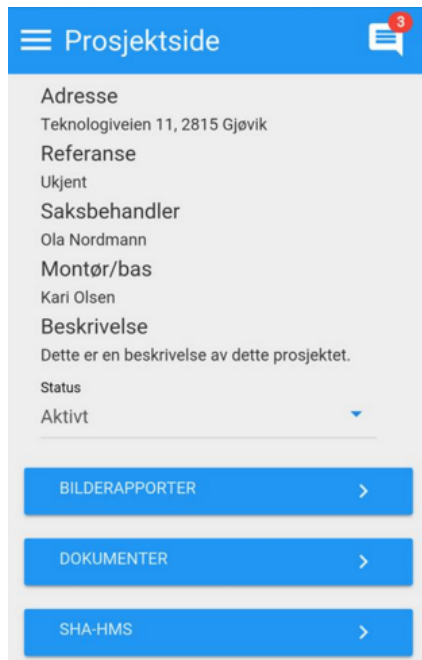 Prosjektside
3
Adresse
Teknologiveien 11, 2815 Gjøvik
Referanse
Ukjent
Saksbehandler
Ola Nordmann
Montør/bas
Kari Olsen
Beskrivelse
Dette er en beskrivelse av dette prosjektet.
Status
Aktivt
BILDERAPPORTER
DOKUMENTER
SHA-HMS